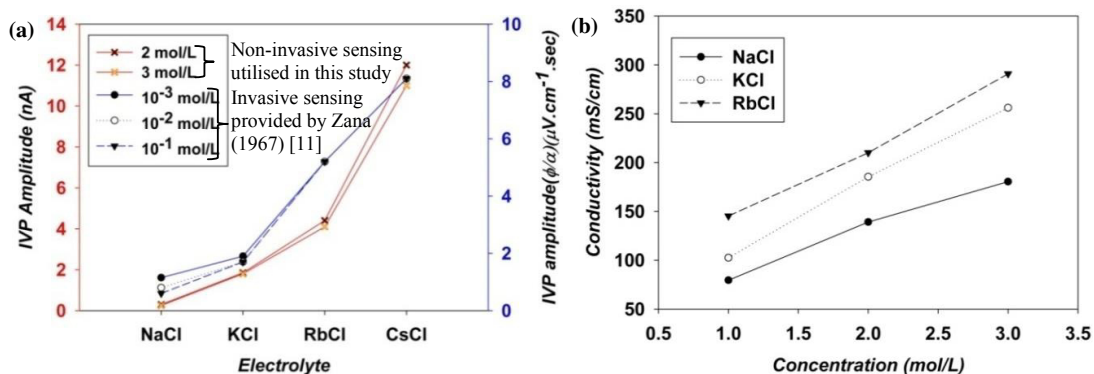 (a)
14
12
10
8
6
4
2
0
IVP Amplitude (nA)
2 mol/L
3 mol/L
10-3 mol/L
10-2 mol/L
10-1 mol/L
Non-invasive sensing
utilised in this study
Invasive sensing
provided by Zana
(1967) [11]
10
8
6
4
2
0
IVP amplitude(ϕ/α)(μV.cm-1.sec)
NaCl KCl RbCl CsCl
Electrolyte
(b)
350
300
250
200
150
100
50
Conductivity (mS/cm)
NaCl
KCl
RbCl
0.5 1.0 1.5 2.0 2.5 3.0 3.5
Concentration (mol/L)